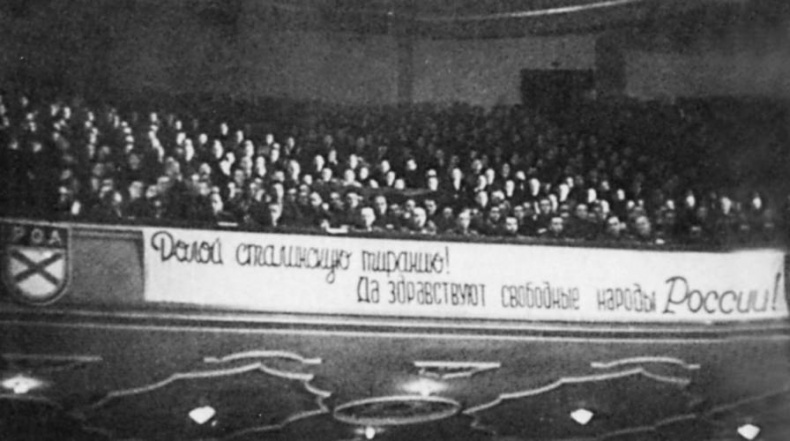 РОА
Долой сталинскую тиранию!
Да здравствуют свободные народы России!